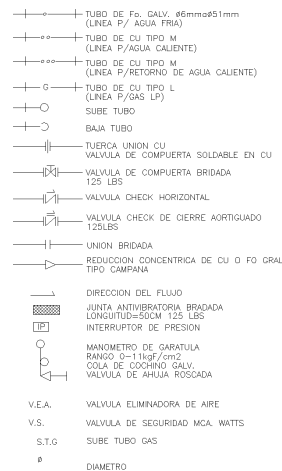 TUBO DE Fo. GALV. ø6mmaø51mm
(LINEA P/ AGUA FRIA)
TUBO DE CU TIPO M
(LINEA P/AGUA CALIENTE)
TUBO DE CU TIPO M
(LINEA P/RETORNO DE AGUA CALIENTE)
G TUBO DE CU TIPO L
(LINEA P/GAS LP)
SUBE TUBO
BAJA TUBO
TUERCA UNION CU
VALVULA DE COMPUERTA SOLDABLE EN CU
VALVULA DE COMPUERTA BRIDADA
125 LBS
VALVULA CHECK HORIZONTAL
VALVULA CHECK DE CIERRE AORTIGUADO
125LBS
UNION BRIDADA
REDUCCION CONCENTRICA DE CU O FO GRAL
TIPO CAMPANA
DIRECCION DEL FLUJO
JUNTA ANTIVIBRATORIA BRADADA
LONGUITUD=50CM 125 LBS
IP INTERRUPTOR DE PRESION
MANOMETRO DE GARATULA
RANGO 0-11kgF/cm2
COLA DE COCHINO GALV.
VALVULA DE AHUJA ROSCADA
V.E.A. VALVULA ELIMINADORA DE AIRE
V.S. VALVULA DE SEGURIDAD MCA. WATTS
S.T.G SUBE TUBO GAS
ø DIAMETRO